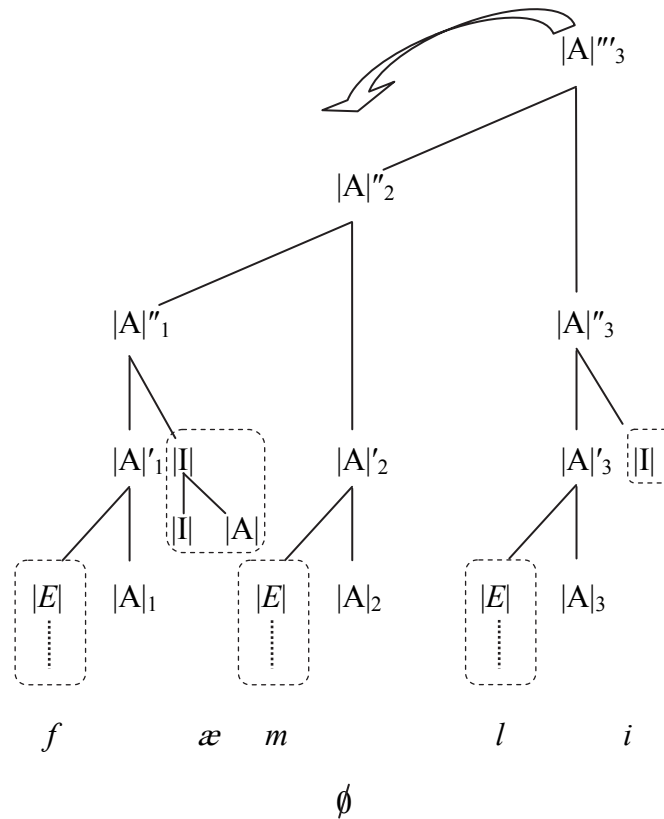 |A|‴₃
|A|″₂
|A|″₁ |A|″₃
|A|′₁ |I| |A|′₂ |A|′₃ |I|
|I| |A|
|E| |A|₁ |E| |A|₂ |E| |A|₃
f æ m l i
∅